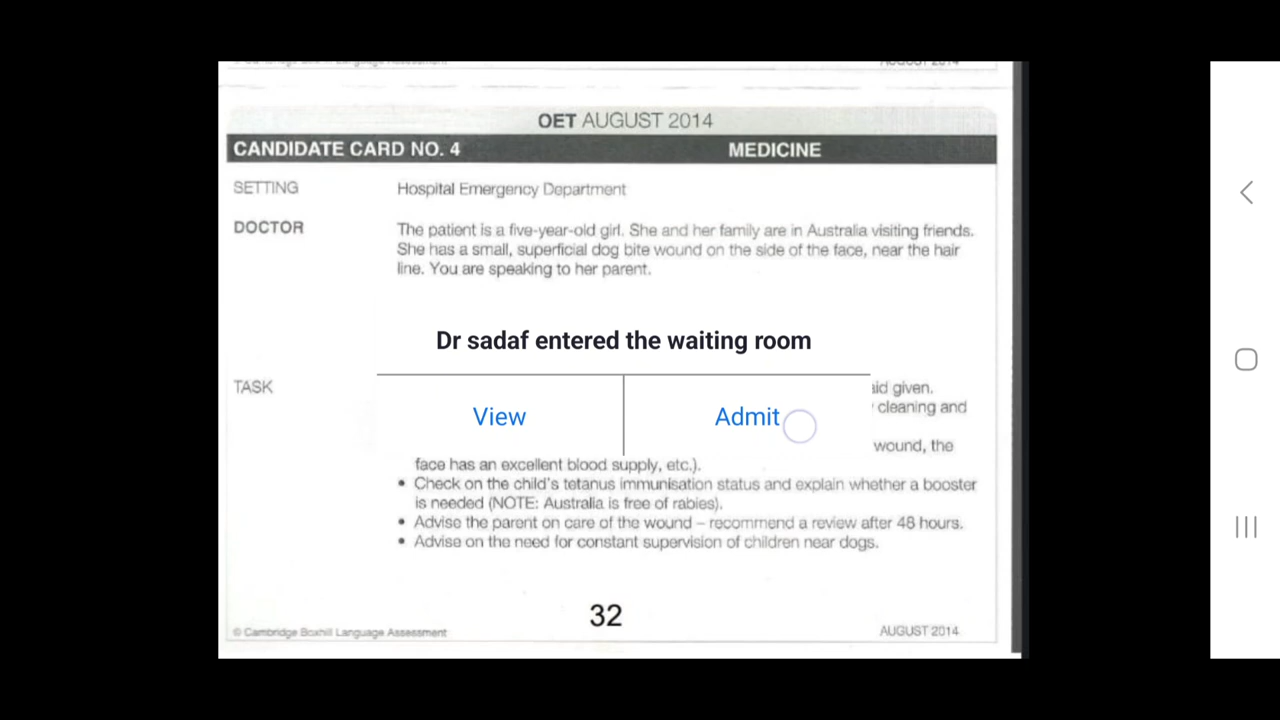 OET AUGUST 2014
CANDIDATE CARD NO. 4 MEDICINE
SETTING Hospital Emergency Department
DOCTOR The patient is a five-year-old girl. She and her family are in Australia visiting friends.
She has a small, superficial dog bite wound on the side of the face, near the hair
line. You are speaking to her parent.
Dr sadaf entered the waiting room
View Admit
TASK aid given.
cleaning and
wound, the
face has an excellent blood supply, etc.).
• Check on the child's tetanus immunisation status and explain whether a booster
is needed (NOTE: Australia is free of rabies).
• Advise the parent on care of the wound – recommend a review after 48 hours.
• Advise on the need for constant supervision of children near dogs.
32
© Cambridge Boxhill Language Assessment AUGUST 2014